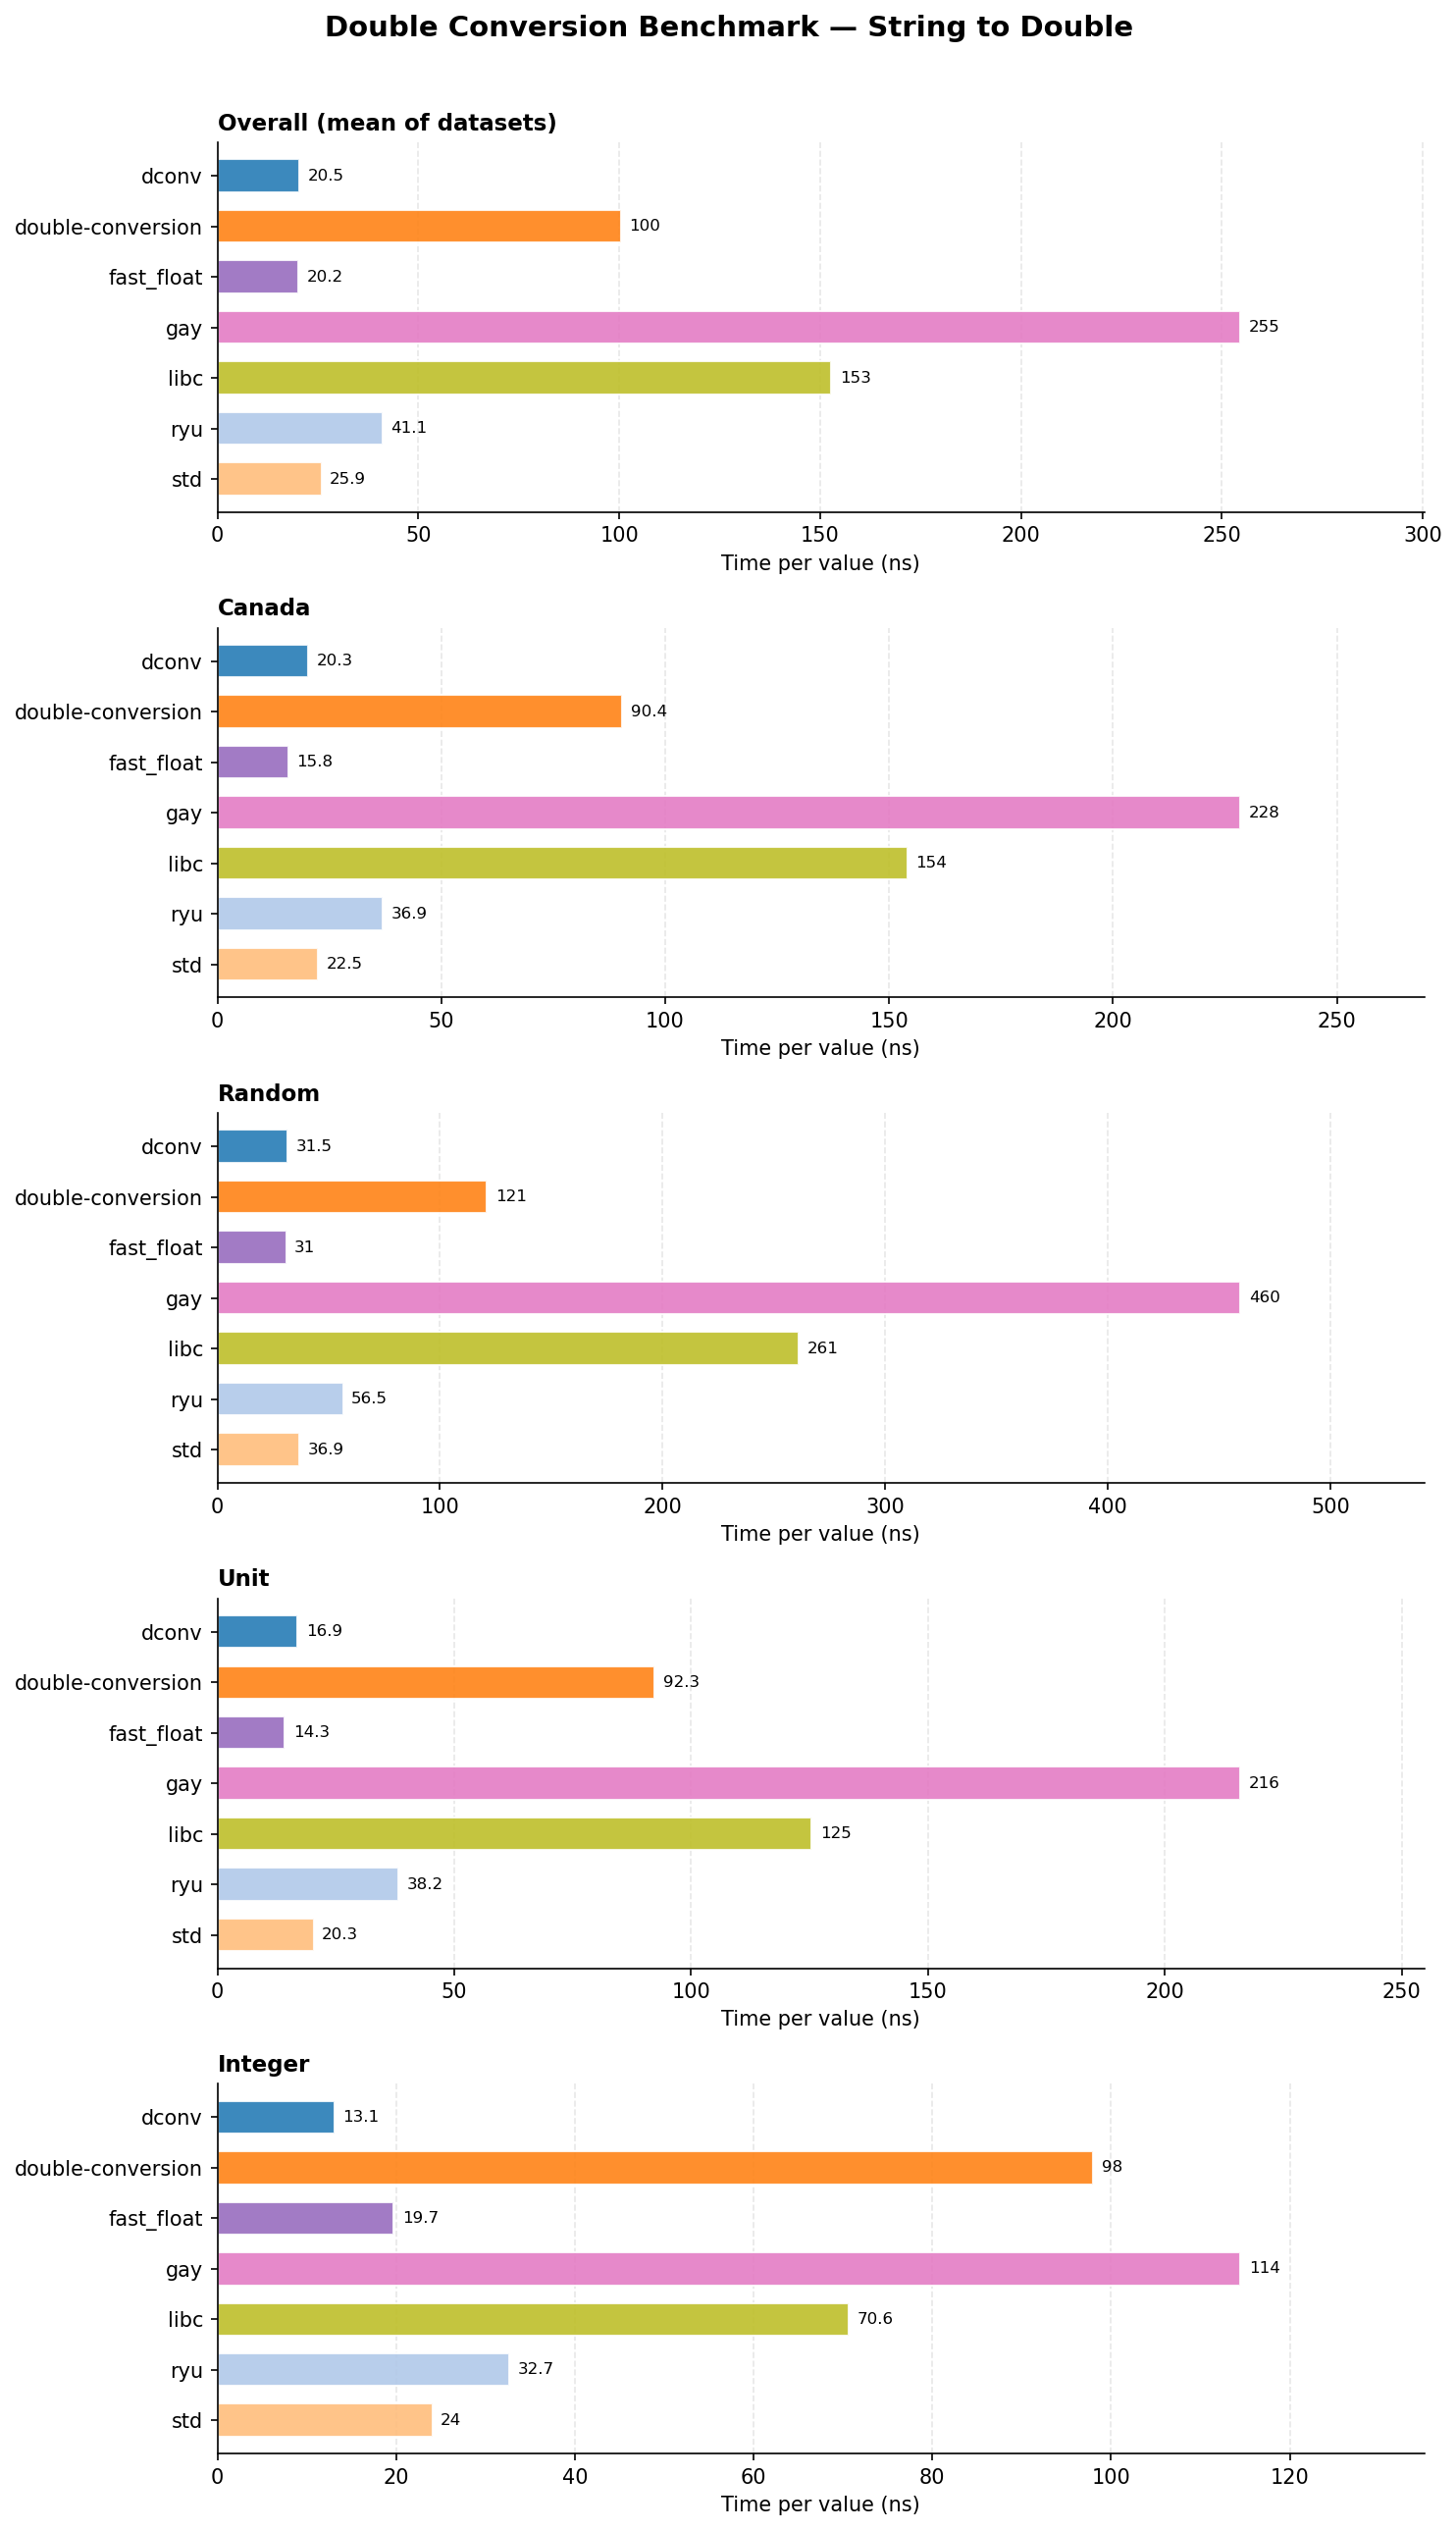 Double Conversion Benchmark — String to Double
Overall (mean of datasets)
dconv 20.5
double-conversion 100
fast_float 20.2
gay 255
libc 153
ryu 41.1
std 25.9
0 50 100 150 200 250 300
Time per value (ns)
Canada
dconv 20.3
double-conversion 90.4
fast_float 15.8
gay 228
libc 154
ryu 36.9
std 22.5
0 50 100 150 200 250
Time per value (ns)
Random
dconv 31.5
double-conversion 121
fast_float 31
gay 460
libc 261
ryu 56.5
std 36.9
0 100 200 300 400 500
Time per value (ns)
Unit
dconv 16.9
double-conversion 92.3
fast_float 14.3
gay 216
libc 125
ryu 38.2
std 20.3
0 50 100 150 200 250
Time per value (ns)
Integer
dconv 13.1
double-conversion 98
fast_float 19.7
gay 114
libc 70.6
ryu 32.7
std 24
0 20 40 60 80 100 120
Time per value (ns)